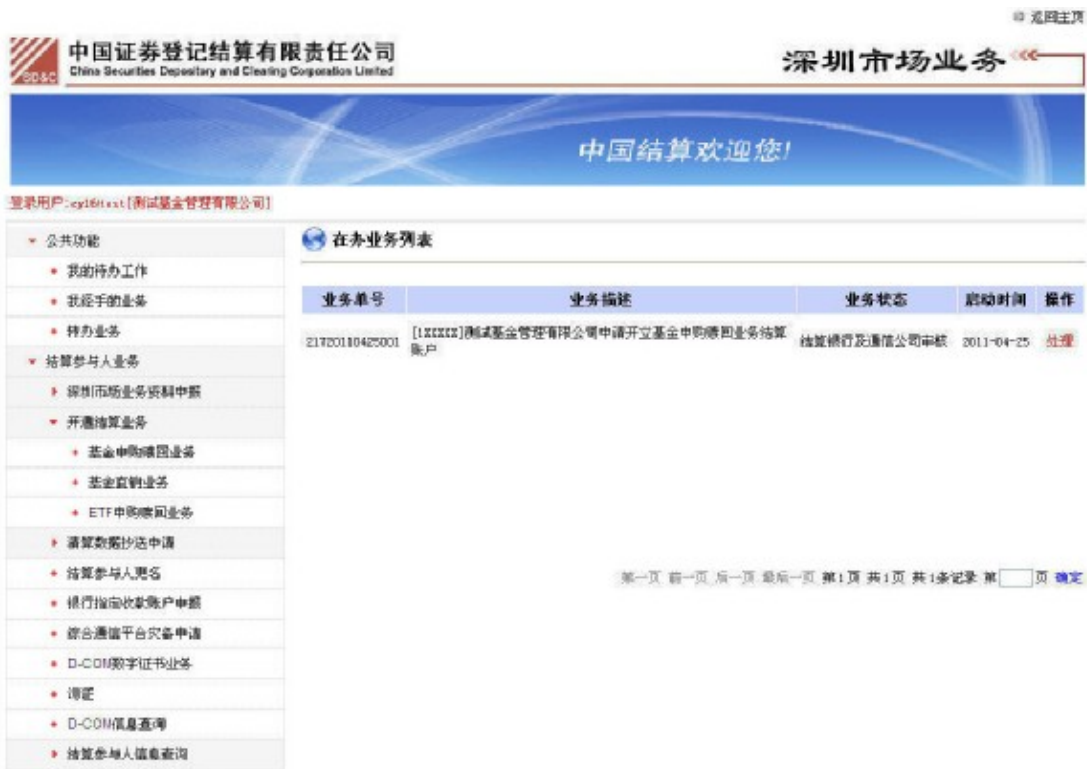 返回主页
中国证券登记结算有限责任公司
SD&C
China Securities Depositary and Clearing Corporation Limited
深圳市场业务
中国结算欢迎您!
[测试基金管理有限公司]
公共功能
我的待办工作
我经手的业务
转办业务
结算参与人业务
深圳市场业务资料申报
开通结算业务
基金申购赎回业务
基金直销业务
ETF申购赎回业务
清算数据抄送申请
结算参与人更名
银行指定收款账户申报
综合通信平台灾备申请
D-COM数字证书业务
D-COM信息查询
结算参与人信息查询
在办业务列表
业务单号 业务描述 业务状态 启动时间 操作
21720110425001 [1XXXXX]测试基金管理有限公司申请开立基金申购赎回业务结算 结算银行及通信公司审核 2011-04-25 处理
账户
第一页 前一页 后一页 最后一页 第1页 共1页 共1条记录 第 页 确定